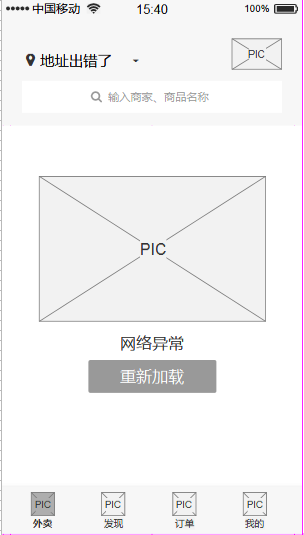 中国移动 15:40 100%
地址出错了 PIC
输入商家、商品名称
PIC
网络异常
重新加载
PIC PIC PIC PIC
外卖 发现 订单 我的